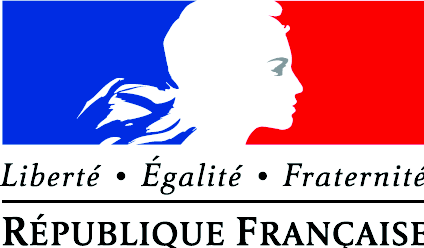 Liberté • Égalité • Fraternité
RÉPUBLIQUE FRANÇAISE